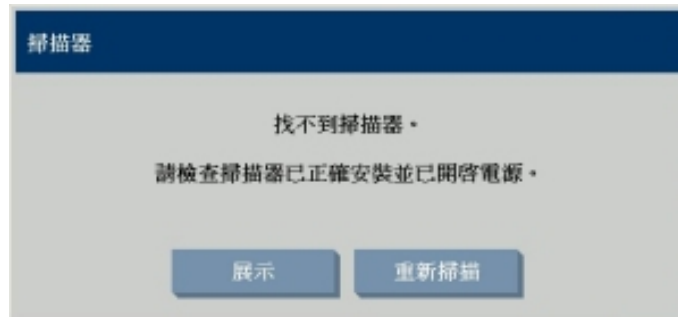 掃描器
找不到掃描器。
請檢查掃描器已正確安裝並已開啓電源。
展示
重新掃描